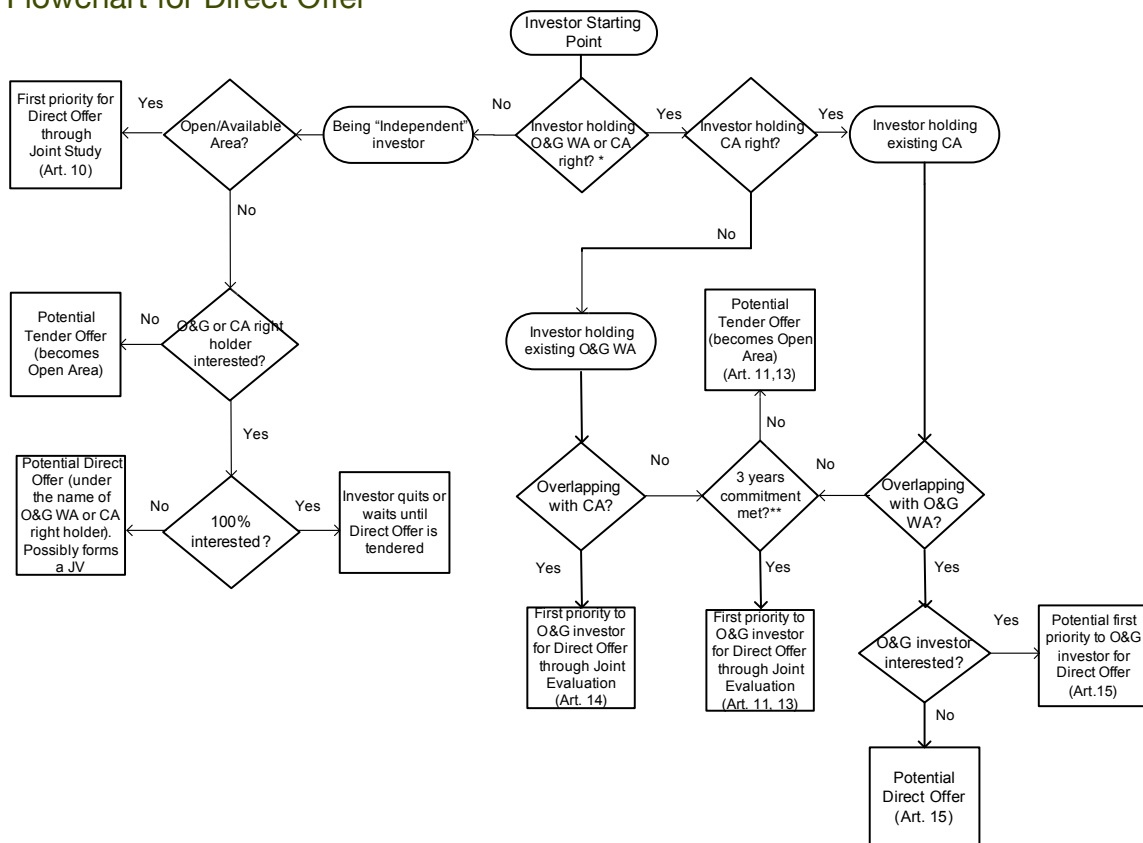 Flowchart for Direct Offer
Investor Starting
Point
First priority for
Direct Offer
through
Joint Study
(Art. 10)
Yes
Open/Available
Area?
Being “Independent”
investor
No
Investor holding
O&G WA or CA
right? *
Yes
Investor holding
CA right?
Yes
Investor holding
existing CA
No
No
Potential
Tender Offer
(becomes
Open Area)
No
O&G or CA right
holder
interested?
Investor holding
existing O&G WA
Potential
Tender Offer
(becomes Open
Area)
(Art. 11,13)
No
Yes
Potential Direct
Offer (under
the name of
O&G WA or CA
right holder).
Possibly forms
a JV
No
100%
interested?
Yes
Investor quits or
waits until
Direct Offer is
tendered
Overlapping
with CA?
No
3 years
commitment
met?**
No
Overlapping
with O&G
WA?
Yes
Yes
Yes
First priority to
O&G investor
for Direct Offer
through Joint
Evaluation
(Art. 14)
First priority to
O&G investor
for Direct Offer
through Joint
Evaluation
(Art. 11, 13)
O&G investor
interested?
Yes
Potential first
priority to O&G
investor for
Direct Offer
(Art.15)
No
Potential
Direct Offer
(Art. 15)